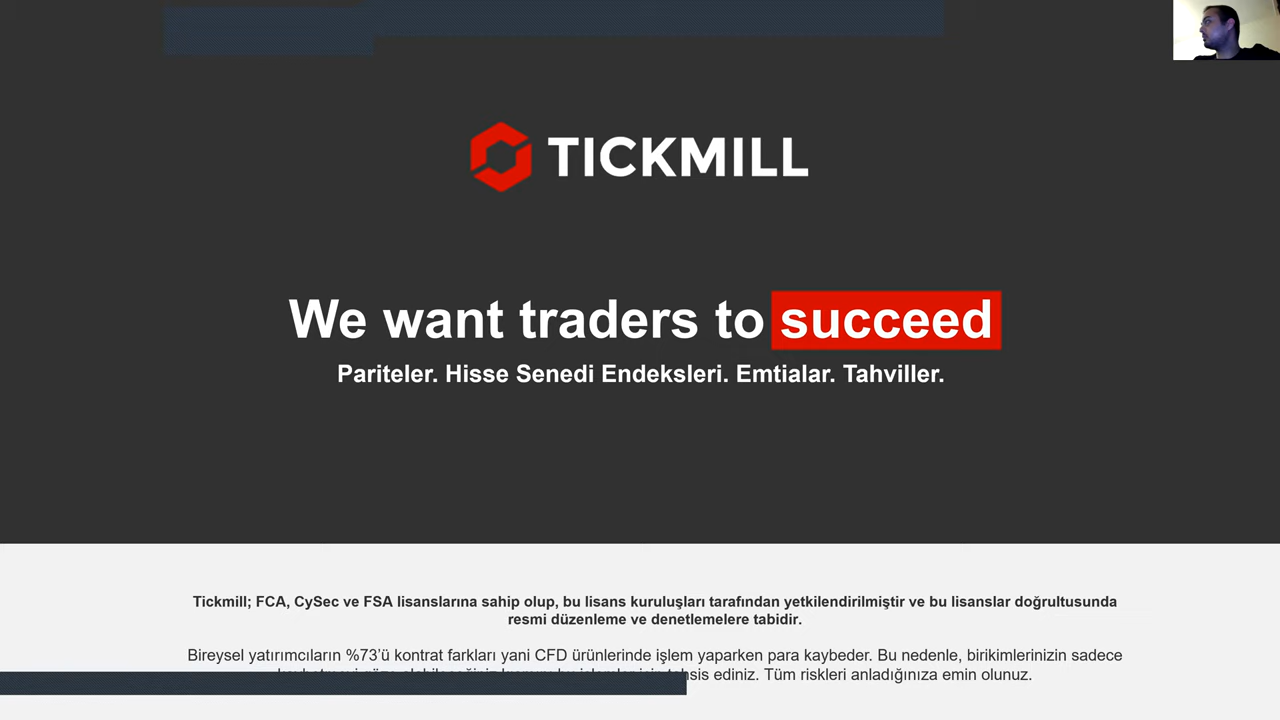 TICKMILL
We want traders to succeed
Pariteler. Hisse Senedi Endeksleri. Emtialar. Tahviller.
Tickmill; FCA, CySec ve FSA lisanslarına sahip olup, bu lisans kuruluşları tarafından yetkilendirilmiştir ve bu lisanslar doğrultusunda
resmi düzenleme ve denetlemelere tabidir.
Bireysel yatırımcıların %73'ü kontrat farkları yani CFD ürünlerinde işlem yaparken para kaybeder. Bu nedenle, birikimlerinizin sadece
ediniz. Tüm riskleri anladığınıza emin olunuz.